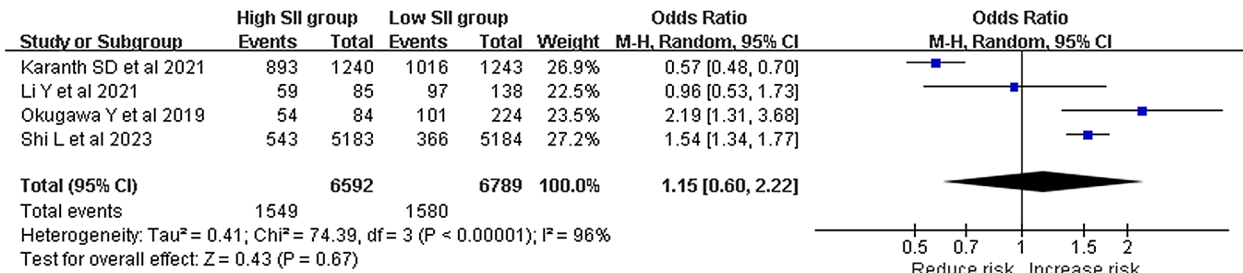 High SII group Low SII group Odds Ratio Odds Ratio
Study or Subgroup Events Total Events Total Weight M-H, Random, 95% CI M-H, Random, 95% CI
Karanth SD et al 2021 893 1240 1016 1243 26.9% 0.57 [0.48, 0.70]
Li Y et al 2021 59 85 97 138 22.5% 0.96 [0.53, 1.73]
Okugawa Y et al 2019 54 84 101 224 23.5% 2.19 [1.31, 3.68]
Shi L et al 2023 543 5183 366 5184 27.2% 1.54 [1.34, 1.77]
Total (95% CI) 6592 6789 100.0% 1.15 [0.60, 2.22]
Total events 1549 1580
Heterogeneity: Tau² = 0.41; Chi² = 74.39, df = 3 (P < 0.00001); I² = 96%
Test for overall effect: Z = 0.43 (P = 0.67)
0.5 0.7 1 1.5 2
Reduce risk Increase risk